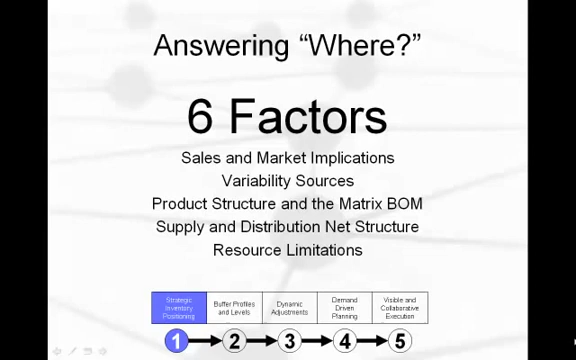 Answering “Where?”
6 Factors
Sales and Market Implications
Variability Sources
Product Structure and the Matrix BOM
Supply and Distribution Net Structure
Resource Limitations
Strategic
Inventory
Positioning
Buffer Profiles
and Levels
Dynamic
Adjustments
Demand
Driven
Planning
Visible and
Collaborative
Execution
1 2 3 4 5